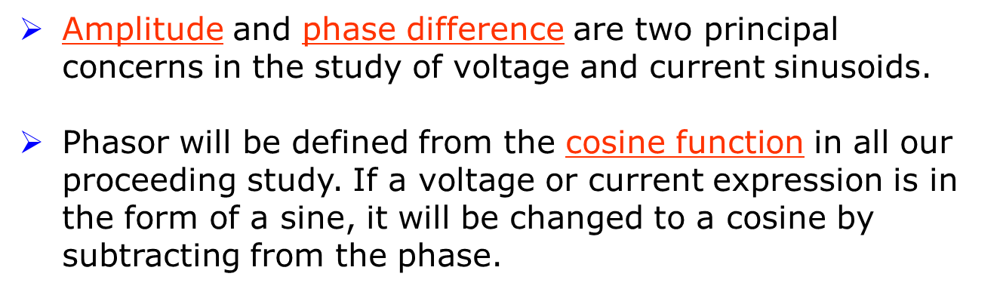 ➢ Amplitude and phase difference are two principal
concerns in the study of voltage and current sinusoids.
➢ Phasor will be defined from the cosine function in all our
proceeding study. If a voltage or current expression is in
the form of a sine, it will be changed to a cosine by
subtracting from the phase.